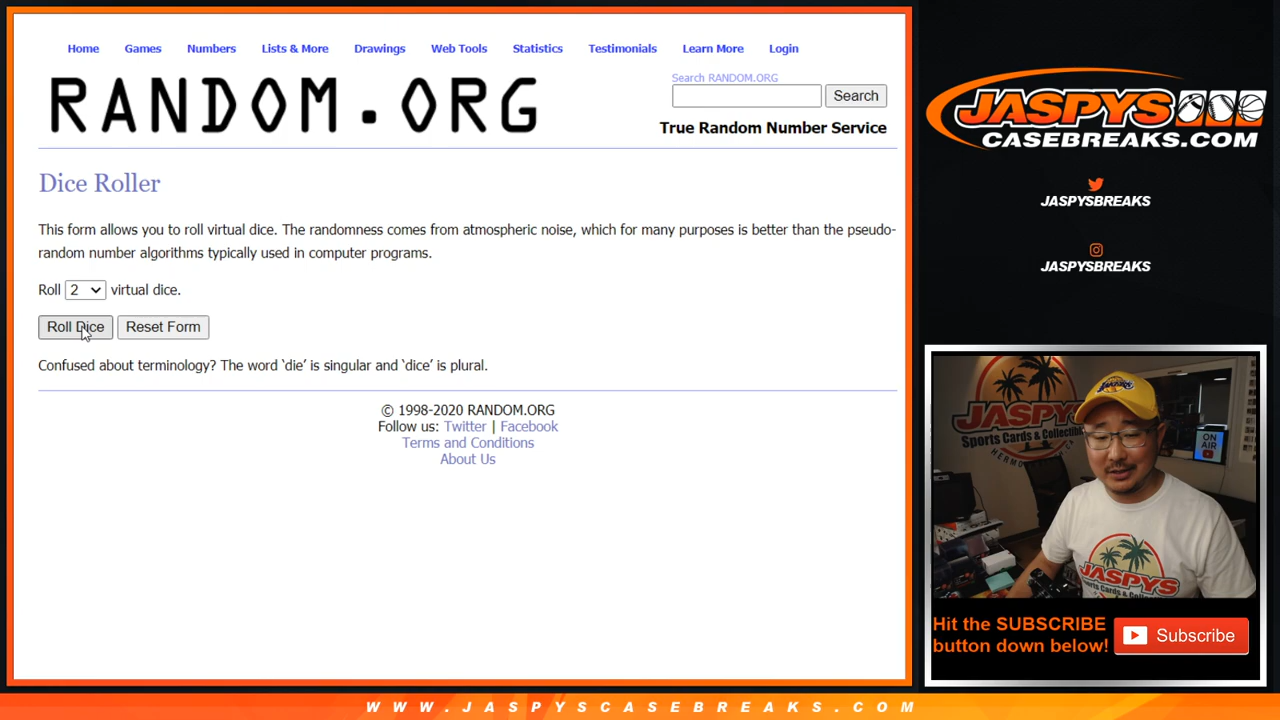 Home Games Numbers Lists & More Drawings Web Tools Statistics Testimonials Learn More Login
RANDOM.ORG
Search RANDOM.ORG
Search
True Random Number Service
Dice Roller
This form allows you to roll virtual dice. The randomness comes from atmospheric noise, which for many purposes is better than the pseudo-
random number algorithms typically used in computer programs.
Roll 2 virtual dice.
Roll Dice Reset Form
Confused about terminology? The word ‘die’ is singular and ‘dice’ is plural.
© 1998-2020 RANDOM.ORG
Follow us: Twitter | Facebook
Terms and Conditions
About Us
JASPYS
CASEBREAKS.COM
JASPYSBREAKS
JASPYSBREAKS
JASPYS
Sports Cards & Collectibl
HERMOSA
ON
AIR
JASPYS
Hit the SUBSCRIBE
button down below!
Subscribe
WWW.JASPYSCASEBREAKS.COM